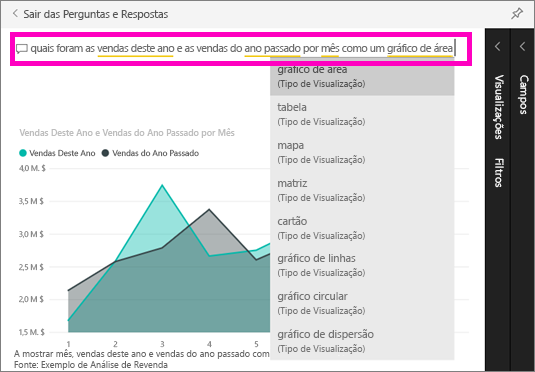 Sair das Perguntas e Respostas
quais foram as vendas deste ano e as vendas do ano passado por mês como um gráfico de área
gráfico de área
(Tipo de Visualização)
tabela
(Tipo de Visualização)
mapa
(Tipo de Visualização)
matriz
(Tipo de Visualização)
cartão
(Tipo de Visualização)
gráfico de linhas
(Tipo de Visualização)
gráfico circular
(Tipo de Visualização)
gráfico de dispersão
(Tipo de Visualização)
Vendas Deste Ano e Vendas do Ano Passado por Mês
Vendas Deste Ano Vendas do Ano Passado
4,0 M. $
3,5 M. $
3,0 M. $
2,5 M. $
2,0 M. $
1,5 M. $
1 2 3 4 5
A mostrar mês, vendas deste ano e vendas do ano passado com
Fonte: Exemplo de Análise de Revenda
Visualizações
Filtros
Campos